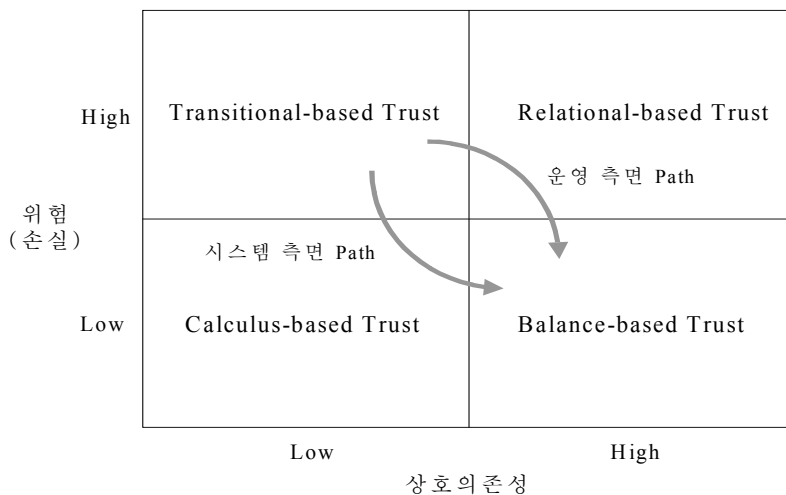 High
Transitional-based Trust
Relational-based Trust
운영 측면 Path
위험
(손실)
시스템 측면 Path
Low
Calculus-based Trust
Balance-based Trust
Low
High
상호의존성